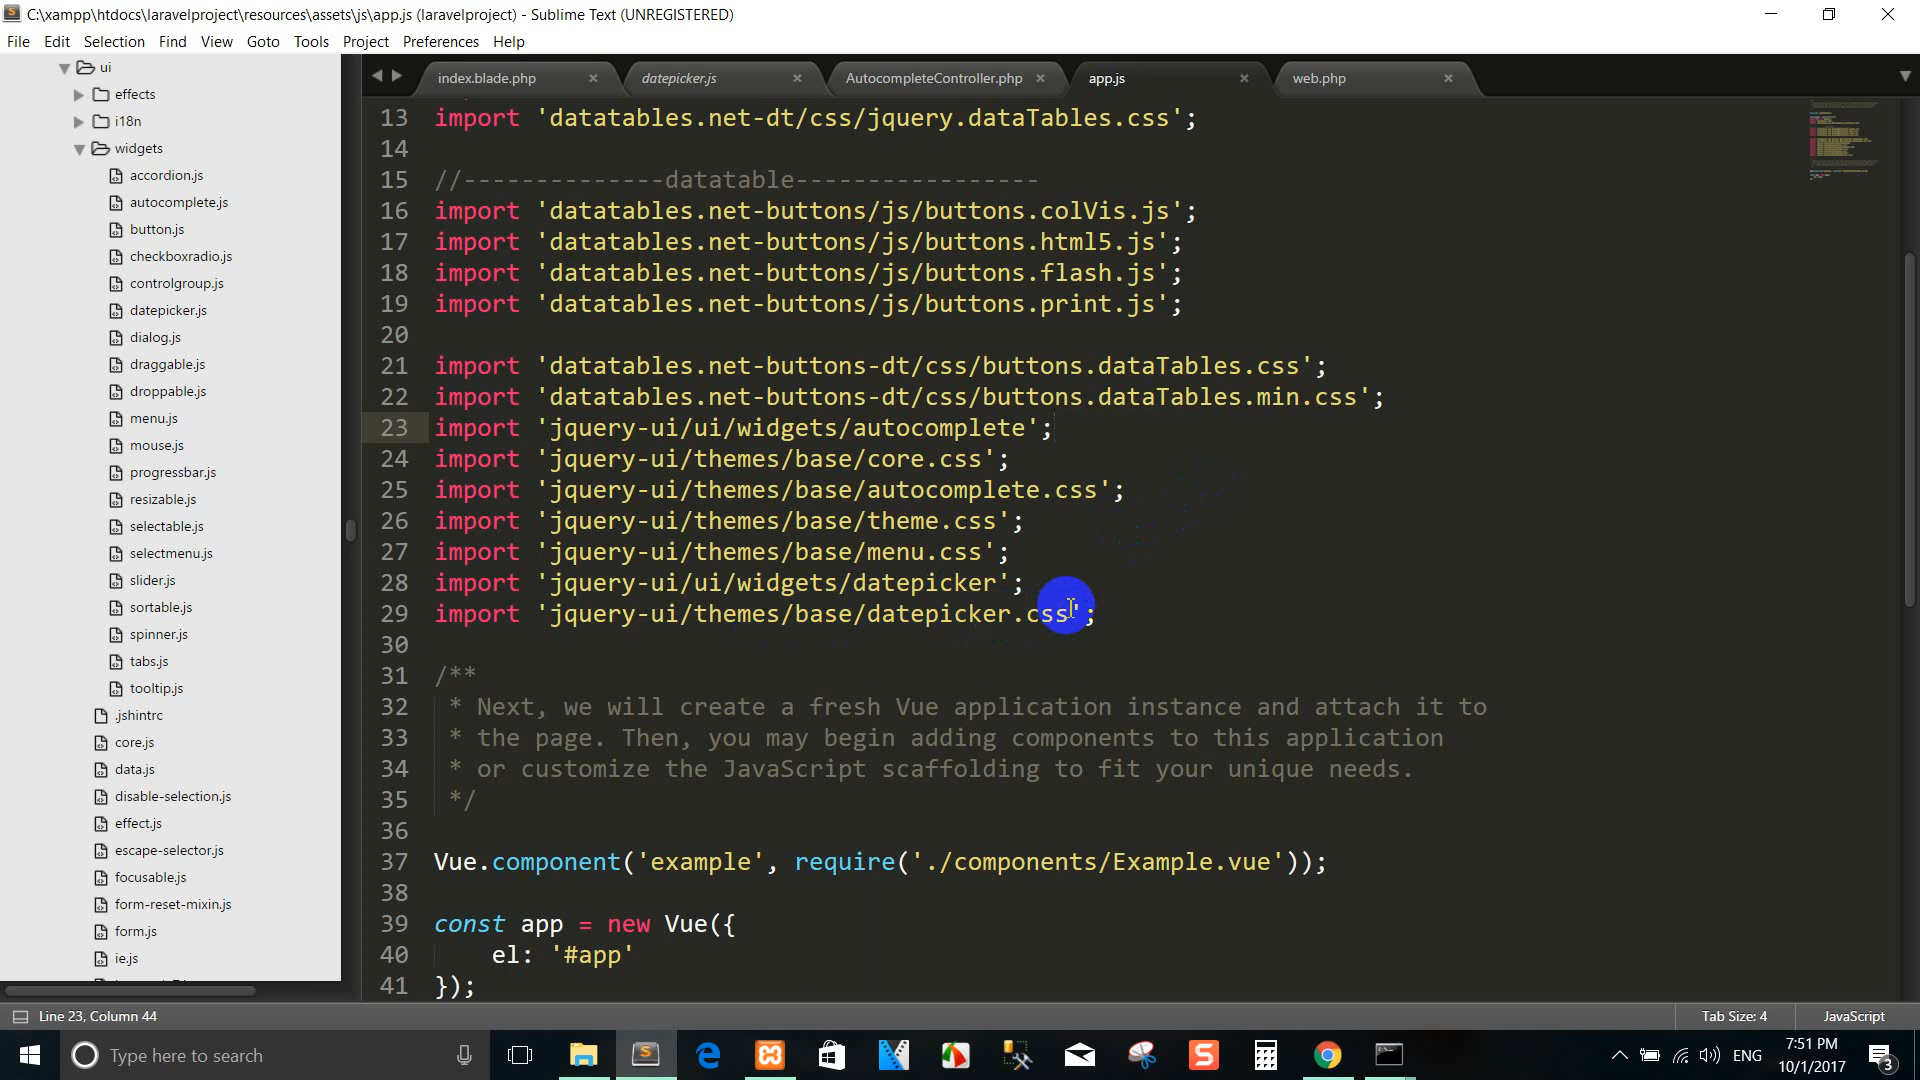 C:\xampp\htdocs\laravelproject\resources\assets\js\app.js (laravelproject) - Sublime Text (UNREGISTERED)
File Edit Selection Find View Goto Tools Project Preferences Help
ui
effects
i18n
widgets
accordion.js
autocomplete.js
button.js
checkboxradio.js
controlgroup.js
datepicker.js
dialog.js
draggable.js
droppable.js
menu.js
mouse.js
progressbar.js
resizable.js
selectable.js
selectmenu.js
slider.js
sortable.js
spinner.js
tabs.js
tooltip.js
.jshintrc
core.js
data.js
disable-selection.js
effect.js
escape-selector.js
focusable.js
form-reset-mixin.js
form.js
ie.js
index.blade.php datepicker.js AutocompleteController.php app.js web.php
13 import 'datatables.net-dt/css/jquery.dataTables.css';
14
15 //--------------datatable-----------------
16 import 'datatables.net-buttons/js/buttons.colVis.js';
17 import 'datatables.net-buttons/js/buttons.html5.js';
18 import 'datatables.net-buttons/js/buttons.flash.js';
19 import 'datatables.net-buttons/js/buttons.print.js';
20
21 import 'datatables.net-buttons-dt/css/buttons.dataTables.css';
22 import 'datatables.net-buttons-dt/css/buttons.dataTables.min.css';
23 import 'jquery-ui/ui/widgets/autocomplete';
24 import 'jquery-ui/themes/base/core.css';
25 import 'jquery-ui/themes/base/autocomplete.css';
26 import 'jquery-ui/themes/base/theme.css';
27 import 'jquery-ui/themes/base/menu.css';
28 import 'jquery-ui/ui/widgets/datepicker';
29 import 'jquery-ui/themes/base/datepicker.css';
30
31 /**
32 * Next, we will create a fresh Vue application instance and attach it to
33 * the page. Then, you may begin adding components to this application
34 * or customize the JavaScript scaffolding to fit your unique needs.
35 */
36
37 Vue.component('example', require('./components/Example.vue'));
38
39 const app = new Vue({
40 el: '#app'
41 });
Line 23, Column 44 Tab Size: 4 JavaScript
Type here to search
ENG
7:51 PM
10/1/2017
3